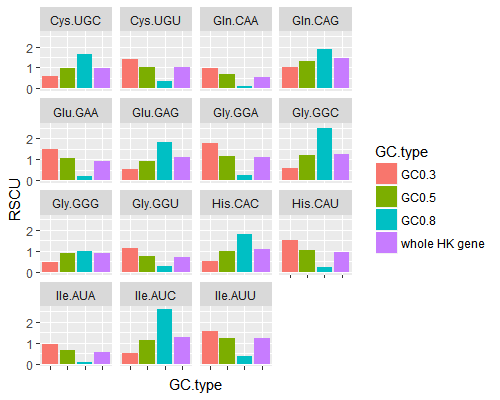 Cys.UGC Cys.UGU Gln.CAA Gln.CAG
2
1
0
Glu.GAA Glu.GAG Gly.GGA Gly.GGC
2
1
0
Gly.GGG Gly.GGU His.CAC His.CAU
2
1
0
Ile.AUA Ile.AUC Ile.AUU
2
1
0
RSCU
GC.type
GC.type
GC0.3
GC0.5
GC0.8
whole HK gene